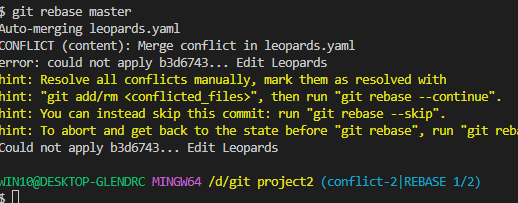 $ git rebase master
Auto-merging leopards.yaml
CONFLICT (content): Merge conflict in leopards.yaml
error: could not apply b3d6743... Edit Leopards
hint: Resolve all conflicts manually, mark them as resolved with
hint: "git add/rm <conflicted_files>", then run "git rebase --continue".
hint: You can instead skip this commit: run "git rebase --skip".
hint: To abort and get back to the state before "git rebase", run "git reba
Could not apply b3d6743... Edit Leopards
WIN10@DESKTOP-GLENDRC MINGW64 /d/git project2 (conflict-2|REBASE 1/2)
$